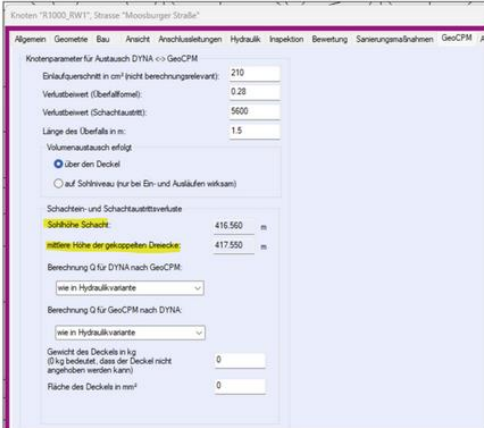 Knoten "R1000_RW1", Strasse "Moosburger Straße"
Allgemein Geometrie Bau Ansicht Anschlussleitungen Hydraulik Inspektion Bewertung Sanierungsmaßnahmen GeoCPM A
Knotenparameter für Austausch DYNA <-> GeoCPM
Einlaufquerschnitt in cm² (nicht berechnungsrelevant): 210
Verlustbeiwert (Überfallformel): 0.28
Verlustbeiwert (Schachtaustritt): 5600
Länge des Überfalls in m: 1.5
Volumenaustausch erfolgt
über den Deckel
auf Sohlniveau (nur bei Ein- und Ausläufen wirksam)
Schachtein- und Schachtaustrittsverluste
Sohlhöhe Schacht: 416.560 m
mittlere Höhe der gekoppelten Dreiecke: 417.550 m
Berechnung Q für DYNA nach GeoCPM:
wie in Hydraulikvariante
Berechnung Q für GeoCPM nach DYNA:
wie in Hydraulikvariante
Gewicht des Deckels in kg
(0 kg bedeutet, dass der Deckel nicht 0
angehoben werden kann)
Fläche des Deckels in mm² 0